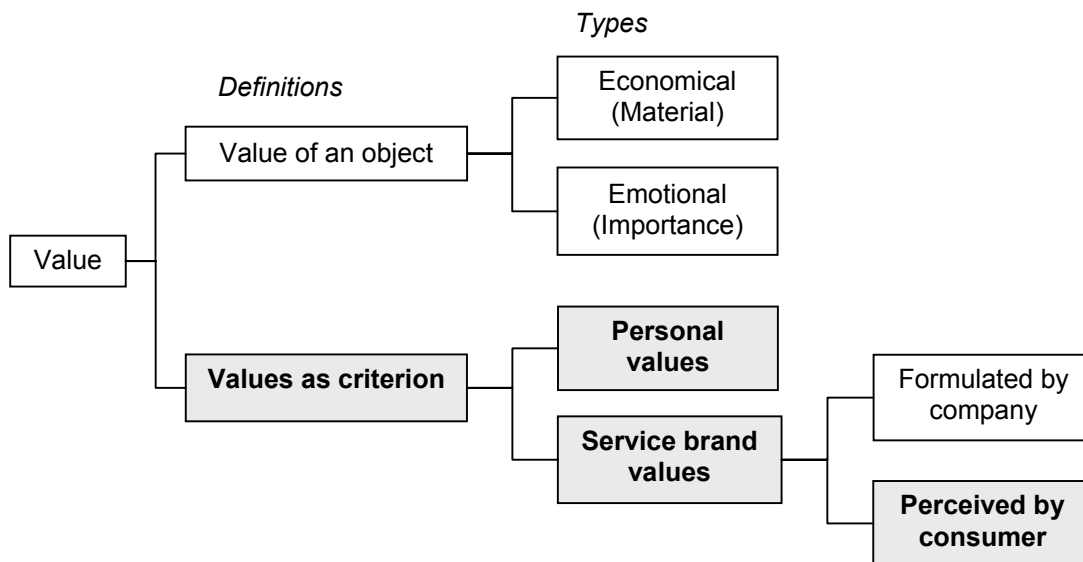 Types
Definitions
Economical
(Material)
Value of an object
Emotional
(Importance)
Value
Personal
values
Values as criterion
Formulated by
company
Service brand
values
Perceived by
consumer